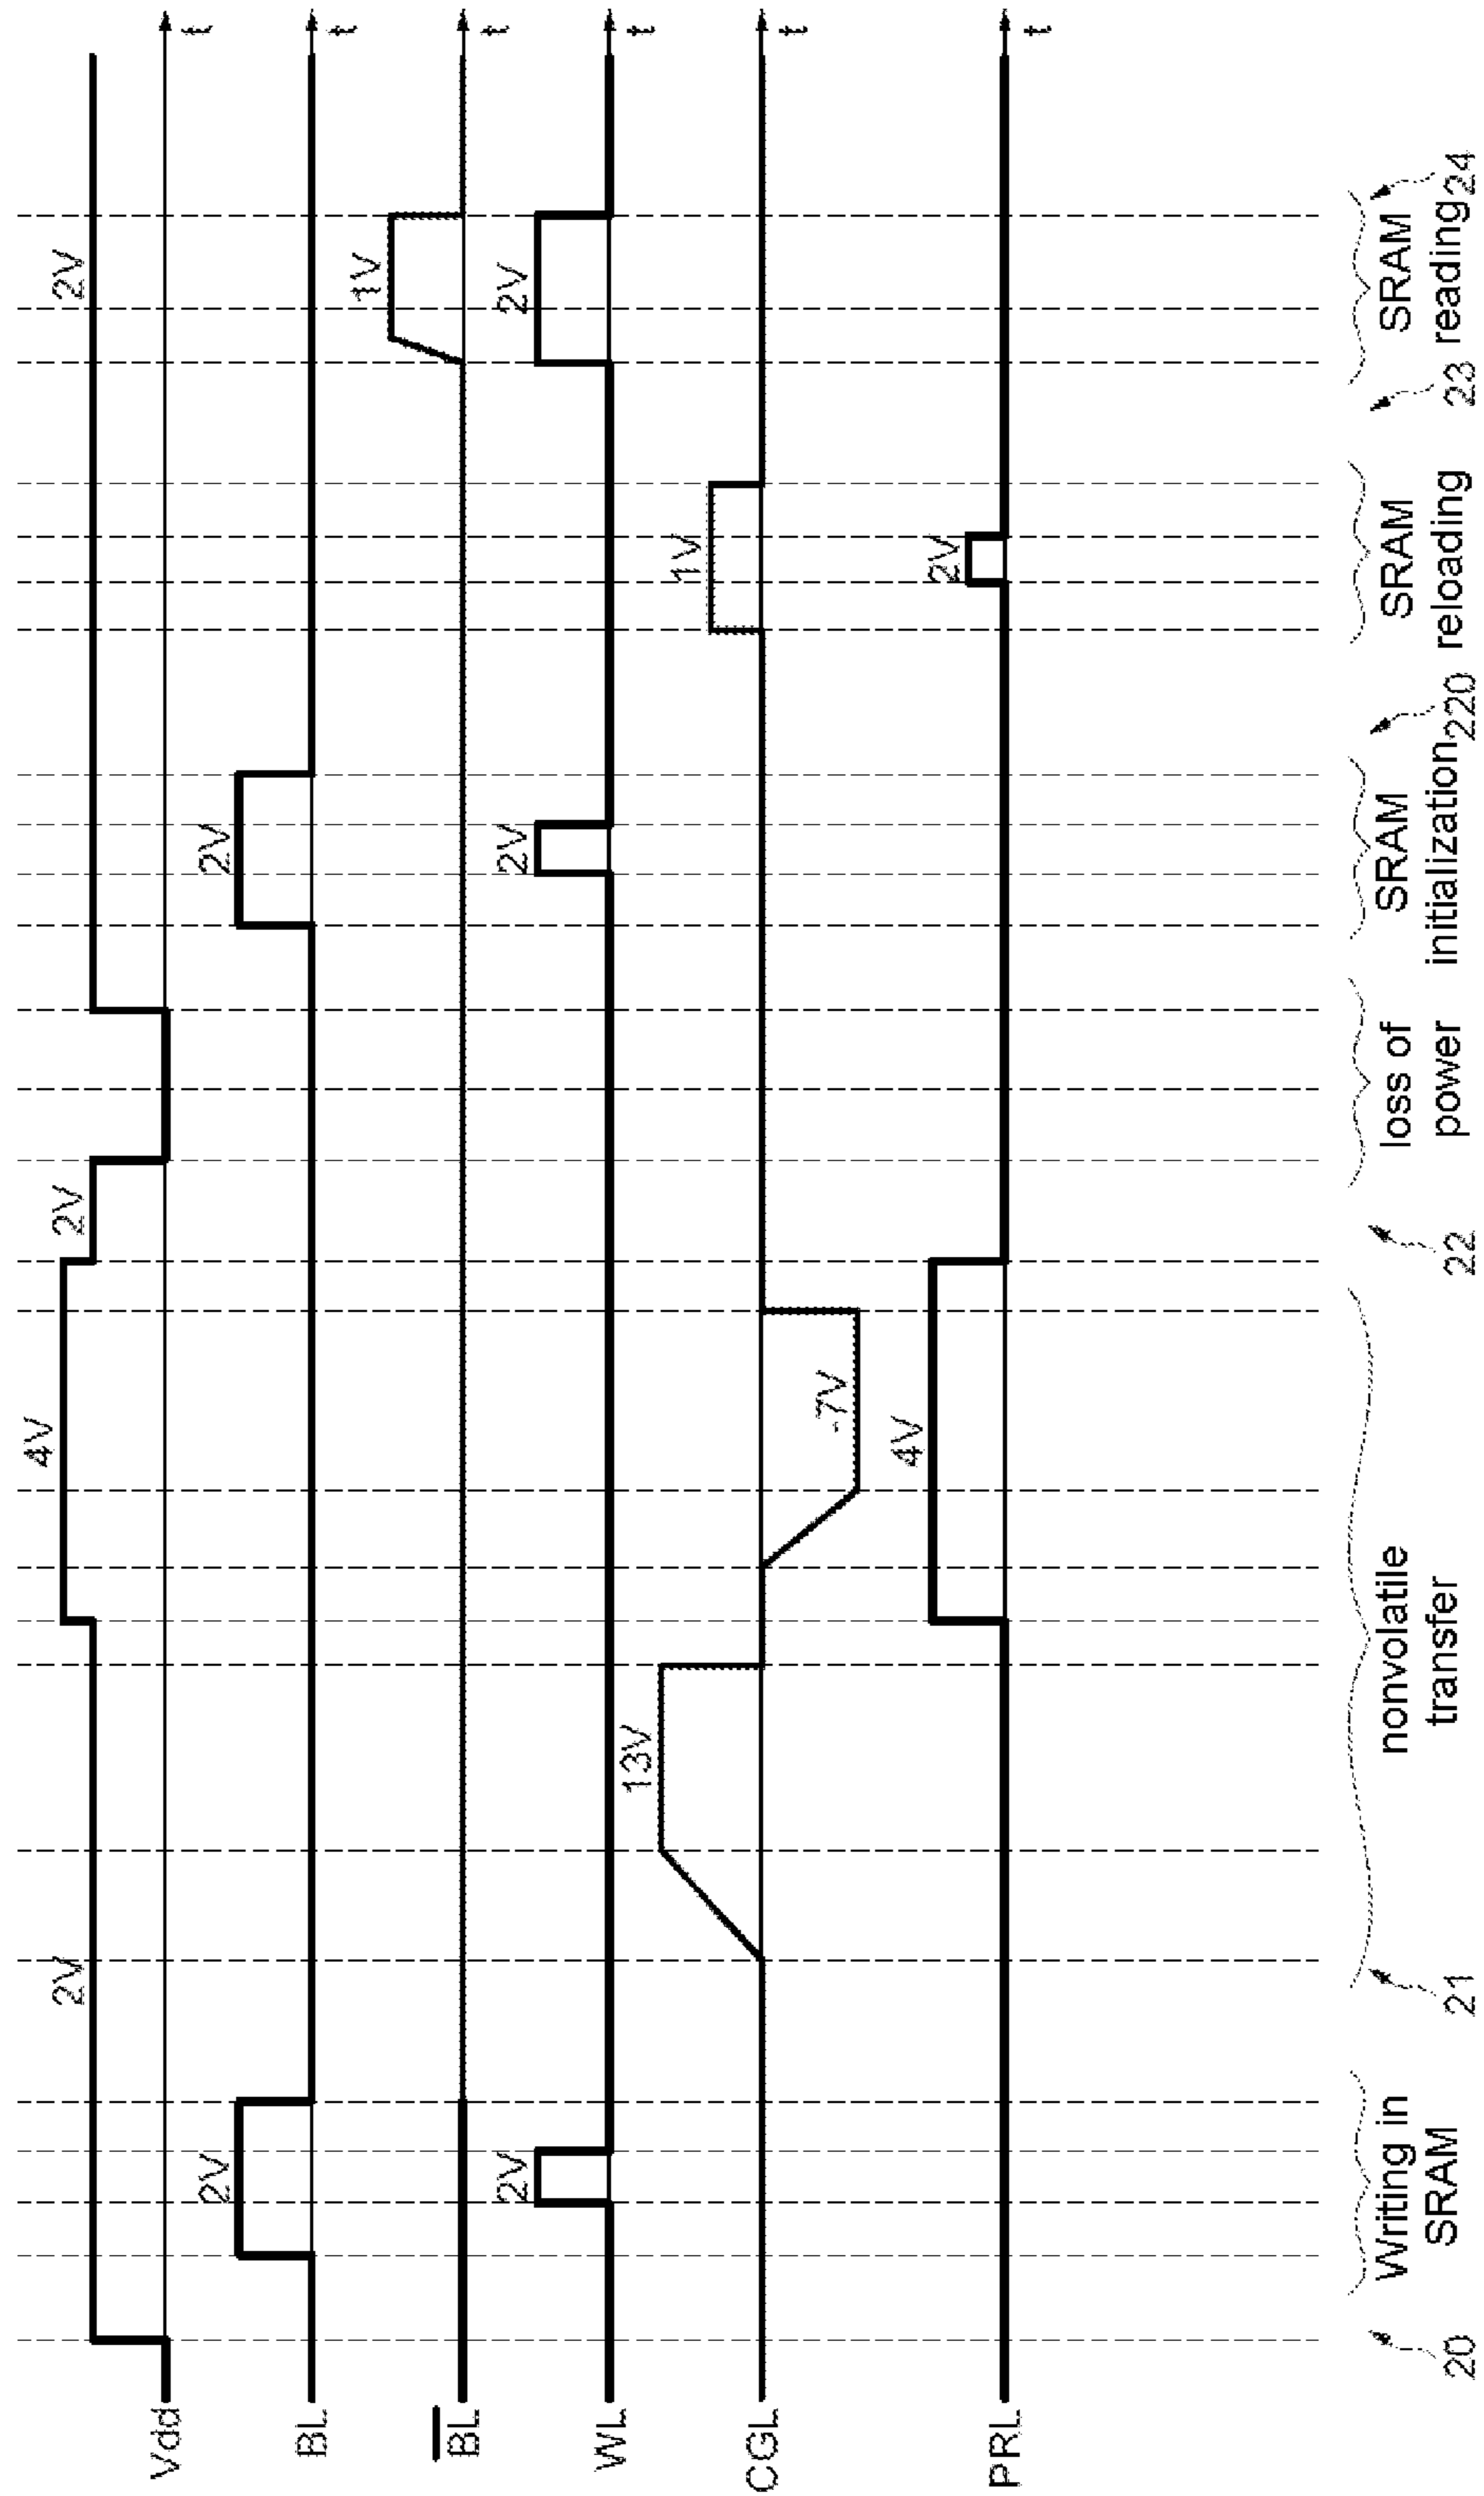 4V
2V
2V
2V
Vdd
t
2V
2V
BL
t
1V
BL
t
2V
2V
2V
WL
t
13V
1V
-7V
CGL
t
4V
2V
PRL
t
20
Writing in
SRAM
21
nonvolatile
transfer
22
loss of
power
SRAM
initialization
220
SRAM
reloading
23
SRAM
reading
24